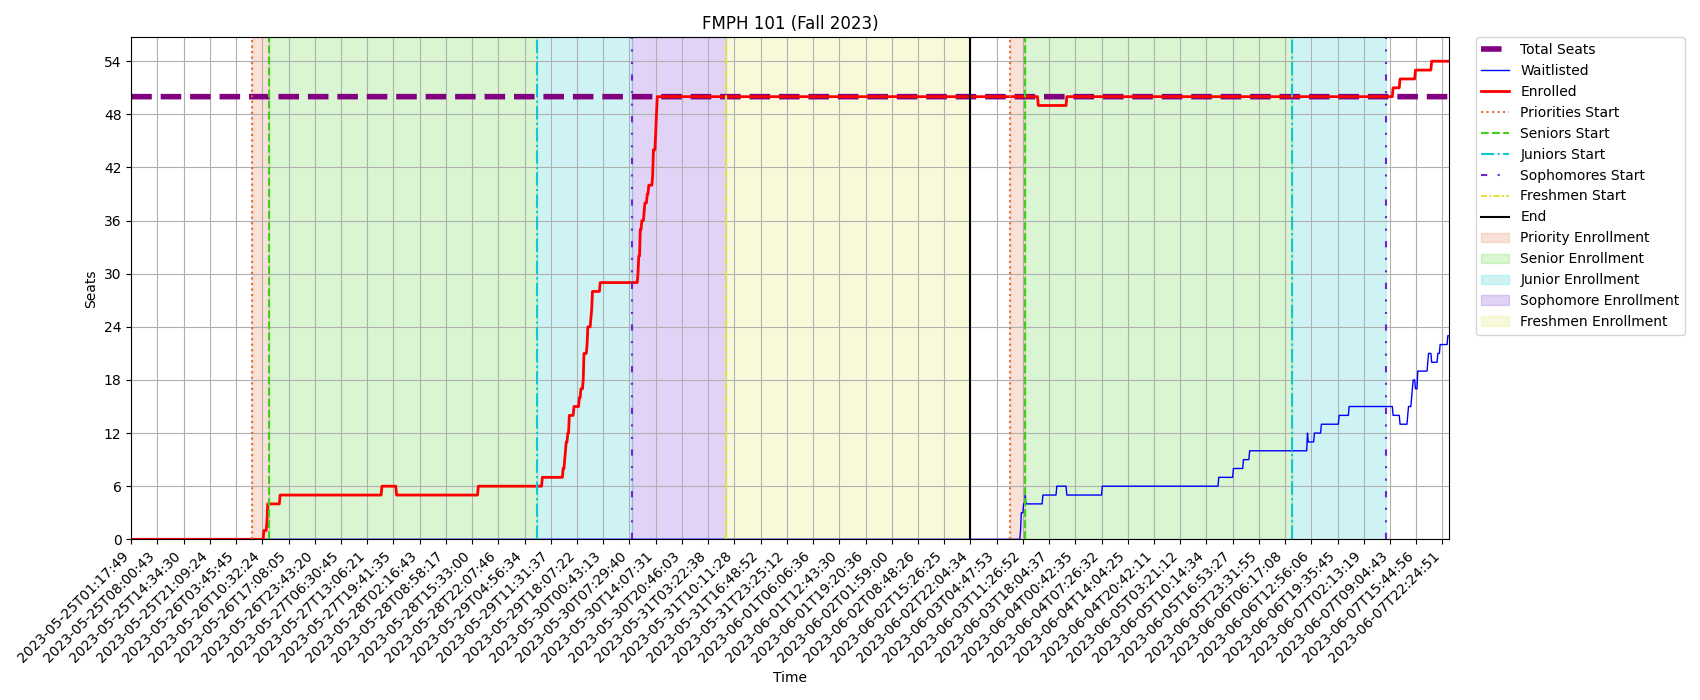 FMPH 101 (Fall 2023)
Seats
54
48
42
36
30
24
18
12
6
0
2023-05-25T01:17:49
2023-05-25T08:00:43
2023-05-25T14:34:30
2023-05-25T21:09:24
2023-05-26T03:45:45
2023-05-26T10:32:24
2023-05-26T17:08:05
2023-05-26T23:43:20
2023-05-27T06:30:45
2023-05-27T13:06:21
2023-05-27T19:41:35
2023-05-28T02:16:43
2023-05-28T08:58:17
2023-05-28T15:33:00
2023-05-28T22:07:46
2023-05-29T04:56:34
2023-05-29T11:31:37
2023-05-29T18:07:22
2023-05-30T00:43:13
2023-05-30T07:29:40
2023-05-30T14:07:31
2023-05-30T20:46:03
2023-05-31T03:22:38
2023-05-31T10:11:28
2023-05-31T16:48:52
2023-05-31T23:25:12
2023-06-01T06:06:36
2023-06-01T12:43:30
2023-06-01T19:20:36
2023-06-02T01:59:00
2023-06-02T08:48:26
2023-06-02T15:26:25
2023-06-02T22:04:34
2023-06-03T04:47:53
2023-06-03T11:26:52
2023-06-03T18:04:37
2023-06-04T00:42:35
2023-06-04T07:26:32
2023-06-04T14:04:25
2023-06-04T20:42:11
2023-06-05T03:21:12
2023-06-05T10:14:34
2023-06-05T16:53:27
2023-06-05T23:31:55
2023-06-06T06:17:08
2023-06-06T12:56:06
2023-06-06T19:35:45
2023-06-07T02:13:19
2023-06-07T09:04:43
2023-06-07T15:44:56
2023-06-07T22:24:51
Time
Total Seats
Waitlisted
Enrolled
Priorities Start
Seniors Start
Juniors Start
Sophomores Start
Freshmen Start
End
Priority Enrollment
Senior Enrollment
Junior Enrollment
Sophomore Enrollment
Freshmen Enrollment